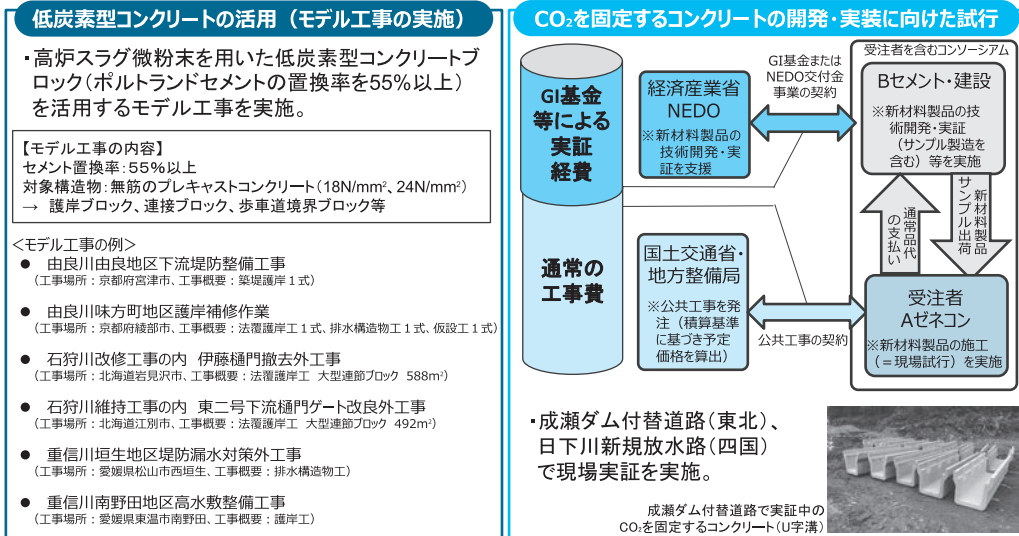 低炭素型コンクリートの活用（モデル工事の実施）
・高炉スラグ微粉末を用いた低炭素型コンクリートブ
ロック（ポルトランドセメントの置換率を55%以上）
を活用するモデル工事を実施。
【モデル工事の内容】
セメント置換率：55%以上
対象構造物：無筋のプレキャストコンクリート（18N/mm²、24N/mm²）
→ 護岸ブロック、連接ブロック、歩車道境界ブロック等
＜モデル工事の例＞
● 由良川由良地区下流堤防整備工事
（工事場所：京都府宮津市、工事概要：築堤護岸１式）
● 由良川味方町地区護岸補修作業
（工事場所：京都府綾部市、工事概要：法覆護岸工１式、排水構造物工１式、仮設工１式）
● 石狩川改修工事の内 伊藤樋門撤去外工事
（工事場所：北海道岩見沢市、工事概要：法覆護岸工 大型連節ブロック 588m²）
● 石狩川維持工事の内 東二号下流樋門ゲート改良外工事
（工事場所：北海道江別市、工事概要：法覆護岸工 大型連節ブロック 492m²）
● 重信川垣生地区堤防漏水対策外工事
（工事場所：愛媛県松山市西垣生、工事概要：排水構造物工）
● 重信川南野田地区高水敷整備工事
（工事場所：愛媛県東温市南野田、工事概要：護岸工）
CO₂を固定するコンクリートの開発・実装に向けた試行
GI基金
等による
実証
経費
通常の
工事費
経済産業省
NEDO
※新材料製品の
技術開発・実
証を支援
GI基金または
NEDO交付金
事業の契約
受注者を含むコンソーシアム
Bセメント・建設
※新材料製品の技
術開発・実証
（サンプル製造を
含む）等を実施
通常品代
の支払い
新材料製品
サンプル出荷
国土交通省・
地方整備局
※公共工事を発
注（積算基準
に基づき予定
価格を算出）
公共工事の契約
受注者
Aゼネコン
※新材料製品の施工
（＝現場試行）を実施
・成瀬ダム付替道路（東北）、
日下川新規放水路（四国）
で現場実証を実施。
成瀬ダム付替道路で実証中の
CO₂を固定するコンクリート（U字溝）